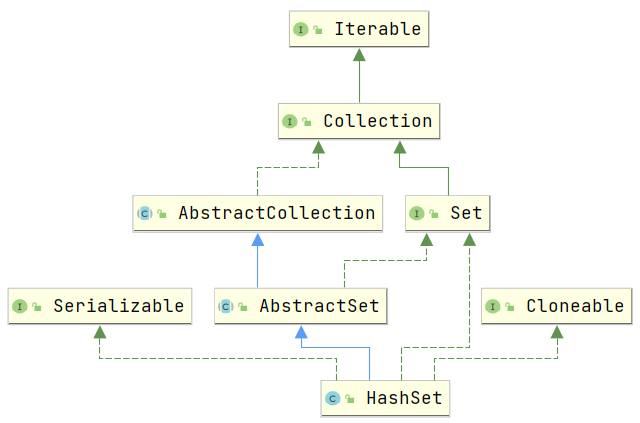 I Iterable
I Collection
C AbstractCollection
I Set
I Serializable
C AbstractSet
I Cloneable
C HashSet